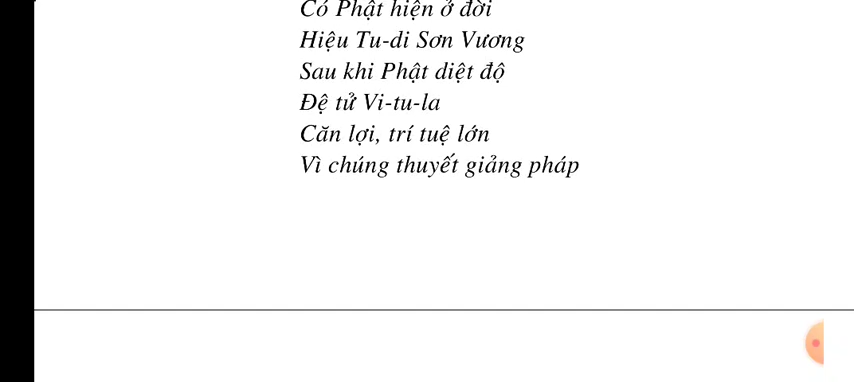 Có Phật hiện ở đời
Hiệu Tu-di Sơn Vương
Sau khi Phật diệt độ
Đệ tử Vi-tu-la
Căn lợi, trí tuệ lớn
Vì chúng thuyết giảng pháp